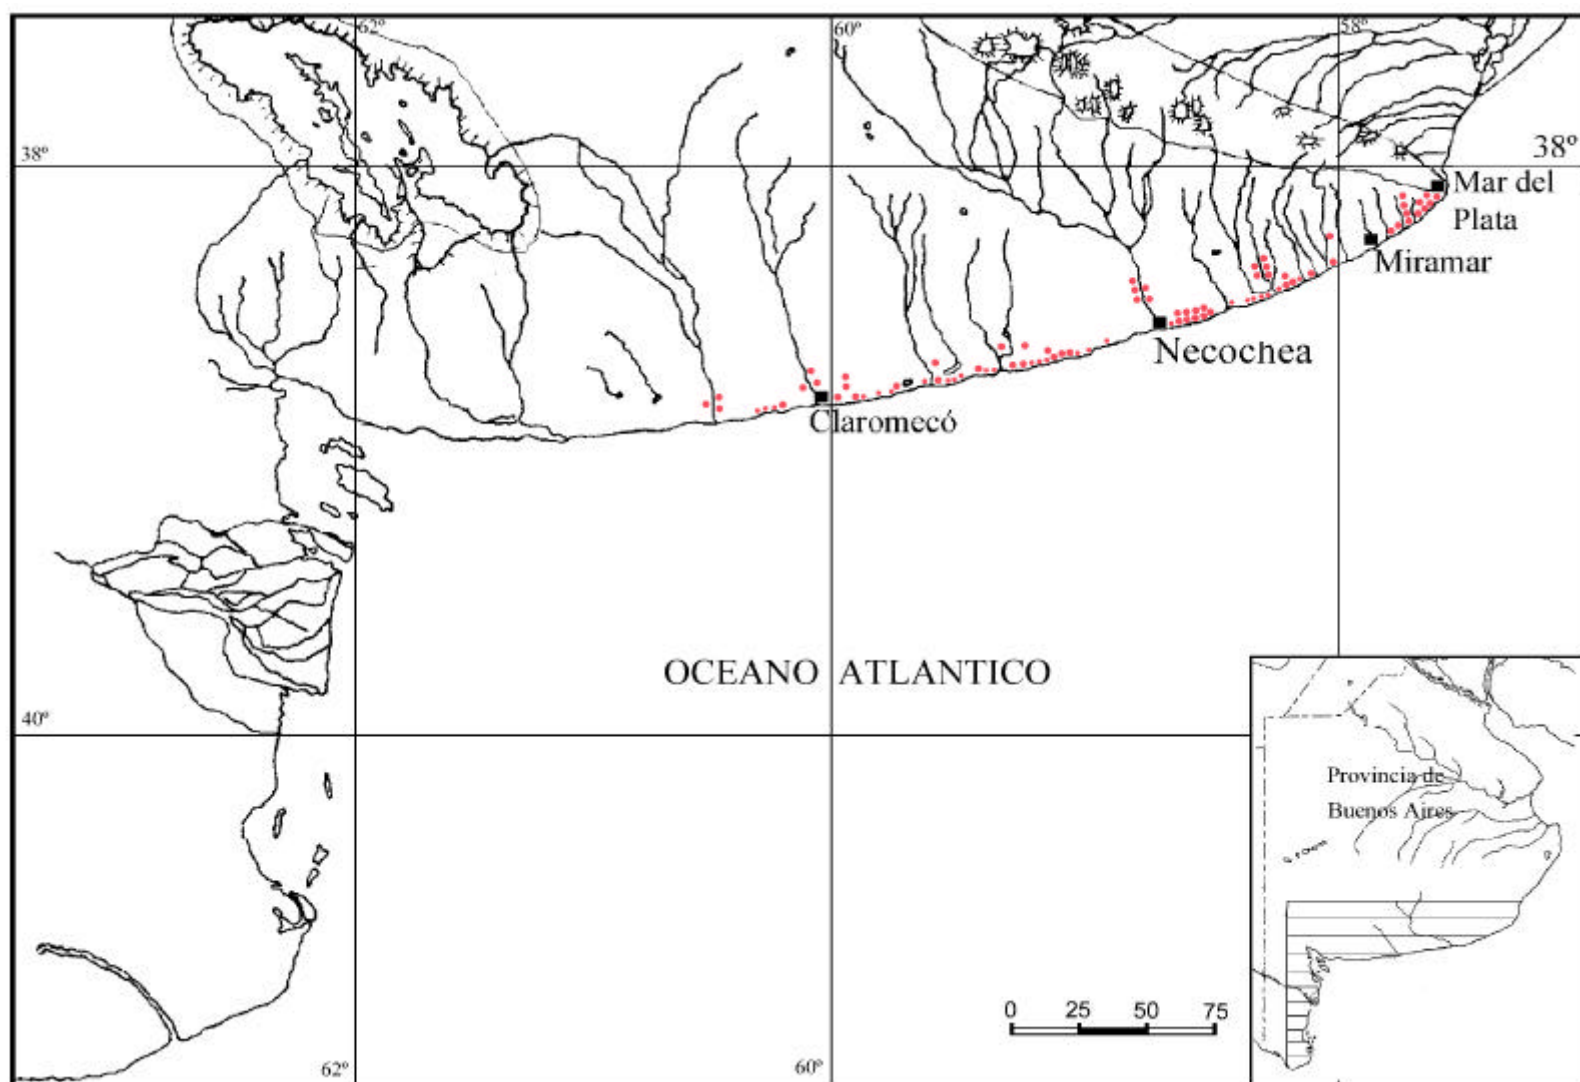 62º
60º
58º
38º
38º
Mar del
Plata
Miramar
Necochea
Claromecó
OCEANO ATLANTICO
40º
Provincia de
Buenos Aires
0 25 50 75
62º
60º